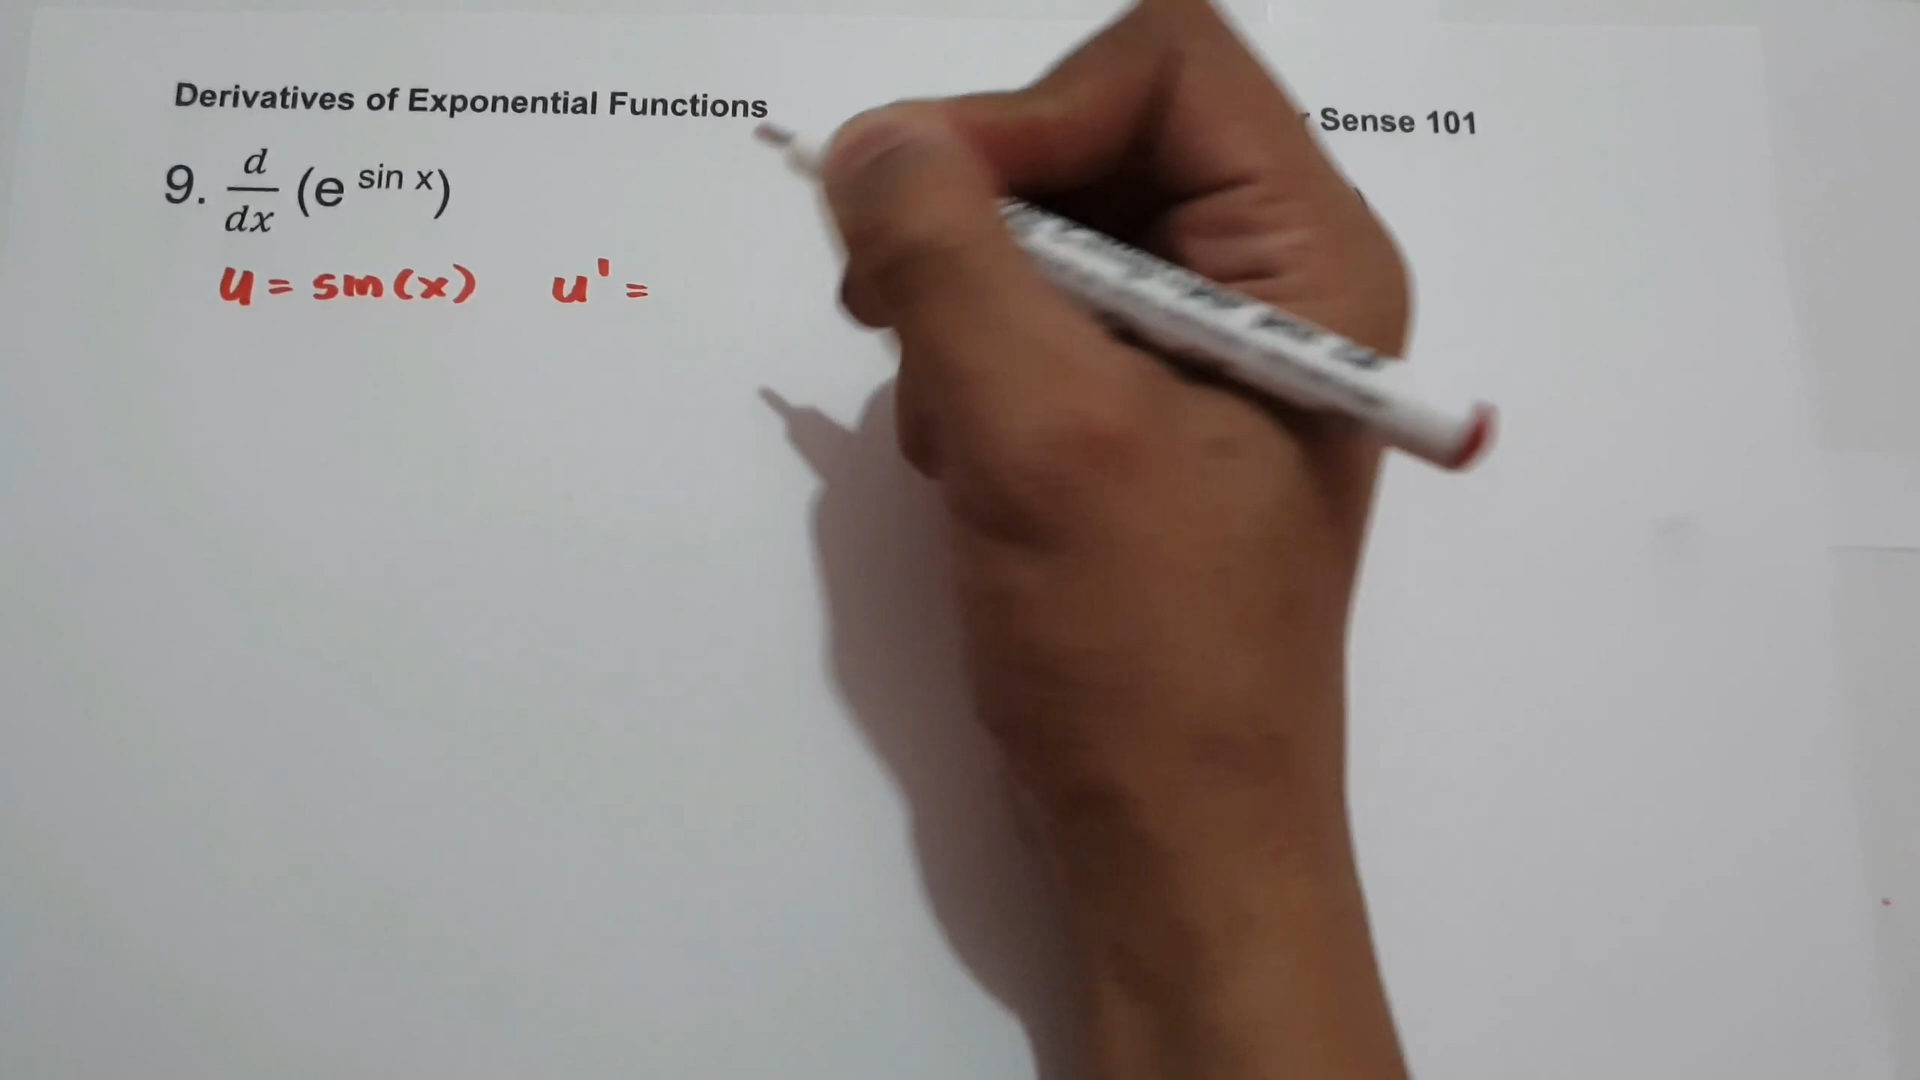 Derivatives of Exponential Functions Sense 101
9. d/dx (e sin x)
u = sin(x) u' =